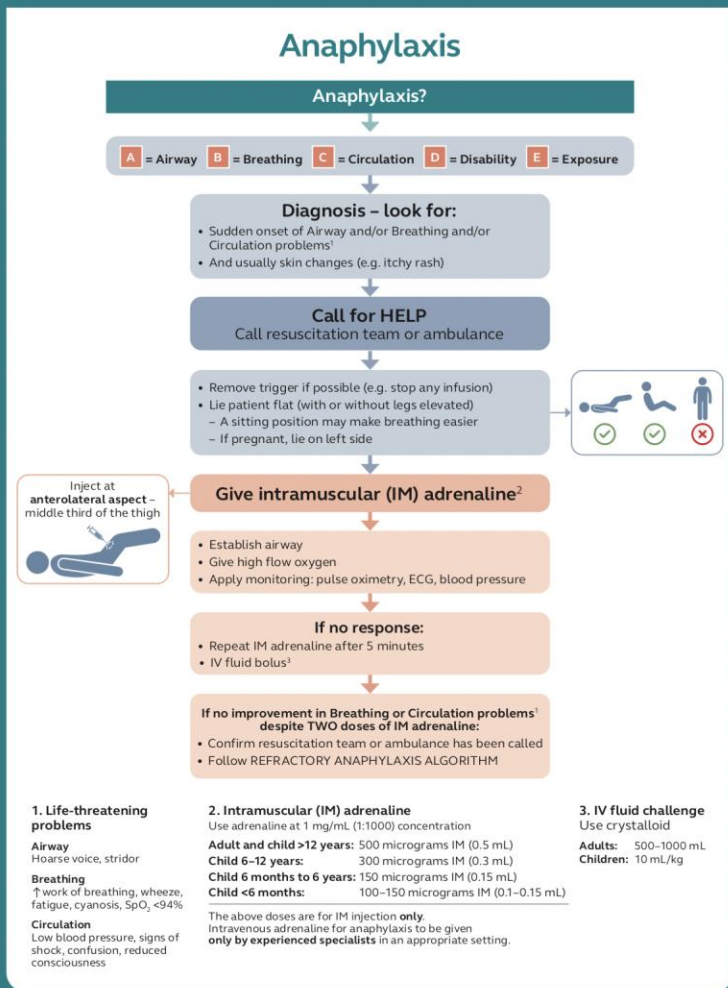 Anaphylaxis
Anaphylaxis?
A = Airway B = Breathing C = Circulation D = Disability E = Exposure
Diagnosis – look for:
• Sudden onset of Airway and/or Breathing and/or
Circulation problems¹
• And usually skin changes (e.g. itchy rash)
Call for HELP
Call resuscitation team or ambulance
• Remove trigger if possible (e.g. stop any infusion)
• Lie patient flat (with or without legs elevated)
– A sitting position may make breathing easier
– If pregnant, lie on left side
Inject at
anterolateral aspect –
middle third of the thigh
Give intramuscular (IM) adrenaline²
• Establish airway
• Give high flow oxygen
• Apply monitoring: pulse oximetry, ECG, blood pressure
If no response:
• Repeat IM adrenaline after 5 minutes
• IV fluid bolus³
If no improvement in Breathing or Circulation problems¹
despite TWO doses of IM adrenaline:
• Confirm resuscitation team or ambulance has been called
• Follow REFRACTORY ANAPHYLAXIS ALGORITHM
1. Life-threatening
problems
Airway
Hoarse voice, stridor
Breathing
↑work of breathing, wheeze,
fatigue, cyanosis, SpO₂ <94%
Circulation
Low blood pressure, signs of
shock, confusion, reduced
consciousness
2. Intramuscular (IM) adrenaline
Use adrenaline at 1 mg/mL (1:1000) concentration
Adult and child >12 years: 500 micrograms IM (0.5 mL)
Child 6–12 years: 300 micrograms IM (0.3 mL)
Child 6 months to 6 years: 150 micrograms IM (0.15 mL)
Child <6 months: 100–150 micrograms IM (0.1–0.15 mL)
The above doses are for IM injection only.
Intravenous adrenaline for anaphylaxis to be given
only by experienced specialists in an appropriate setting.
3. IV fluid challenge
Use crystalloid
Adults: 500–1000 mL
Children: 10 mL/kg